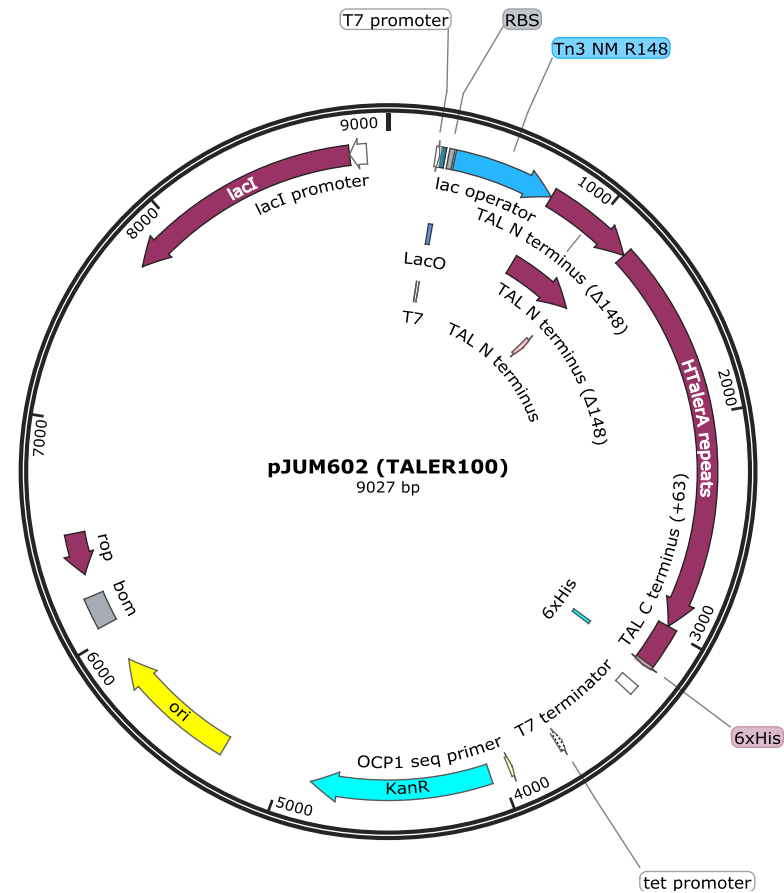 T7 promoter
RBS
Tn3 NM R148
9000
lacI
lacI promoter
lac operator
1000
8000
TAL N terminus (Δ148)
LacO
TAL N terminus (Δ148)
T7
TAL N terminus
HTalerA repeats
2000
7000
pJUM602 (TALER100)
9027 bp
TAL C terminus (+63)
rop
bom
6xHis
3000
6000
T7 terminator
ori
6xHis
OCP1 seq primer
KanR
4000
5000
tet promoter